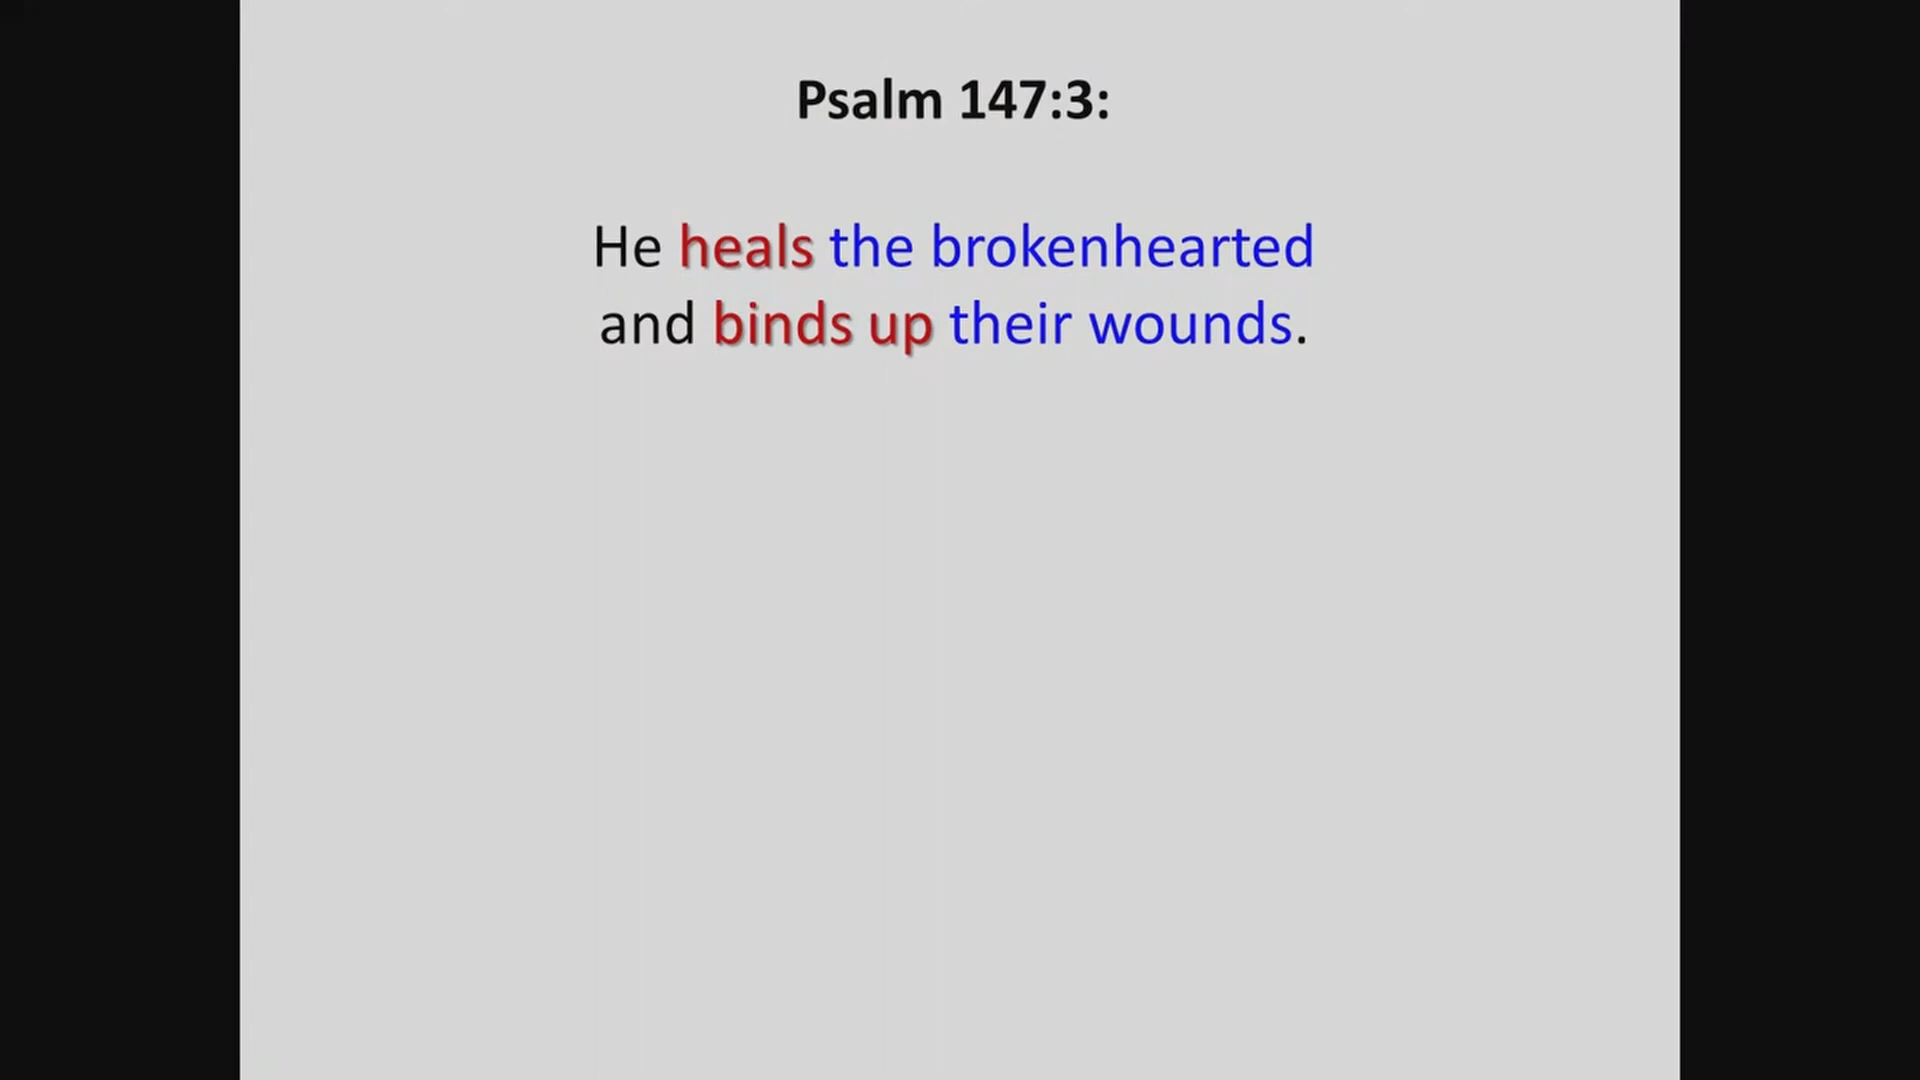 Psalm 147:3:
He heals the brokenhearted
and binds up their wounds.